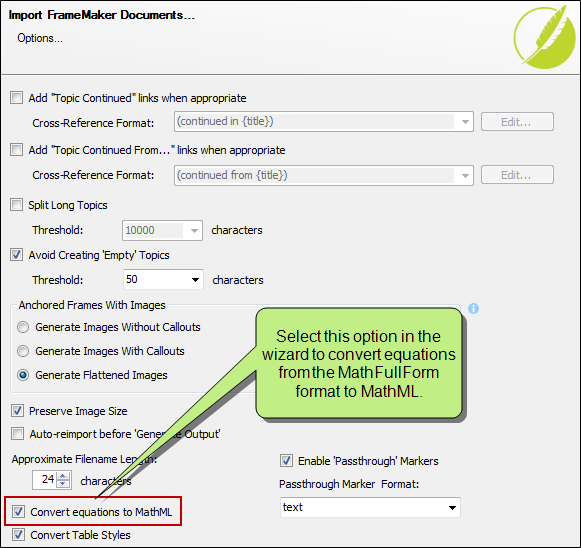 Import FrameMaker Documents...
Options...
Add "Topic Continued" links when appropriate
Cross-Reference Format:
(continued in {title})
Edit...
Add "Topic Continued From..." links when appropriate
Cross-Reference Format:
(continued from {title})
Edit...
Split Long Topics
Threshold:
10000
characters
Avoid Creating 'Empty' Topics
Threshold:
50
characters
Anchored Frames With Images
Generate Images Without Callouts
Generate Images With Callouts
Generate Flattened Images
Select this option in the
wizard to convert equations
from the MathFullForm
format to MathML.
Preserve Image Size
Auto-reimport before 'Generate Output'
Approximate Filename Length:
24
characters
Enable 'Passthrough' Markers
Passthrough Marker Format:
text
Convert equations to MathML
Convert Table Styles